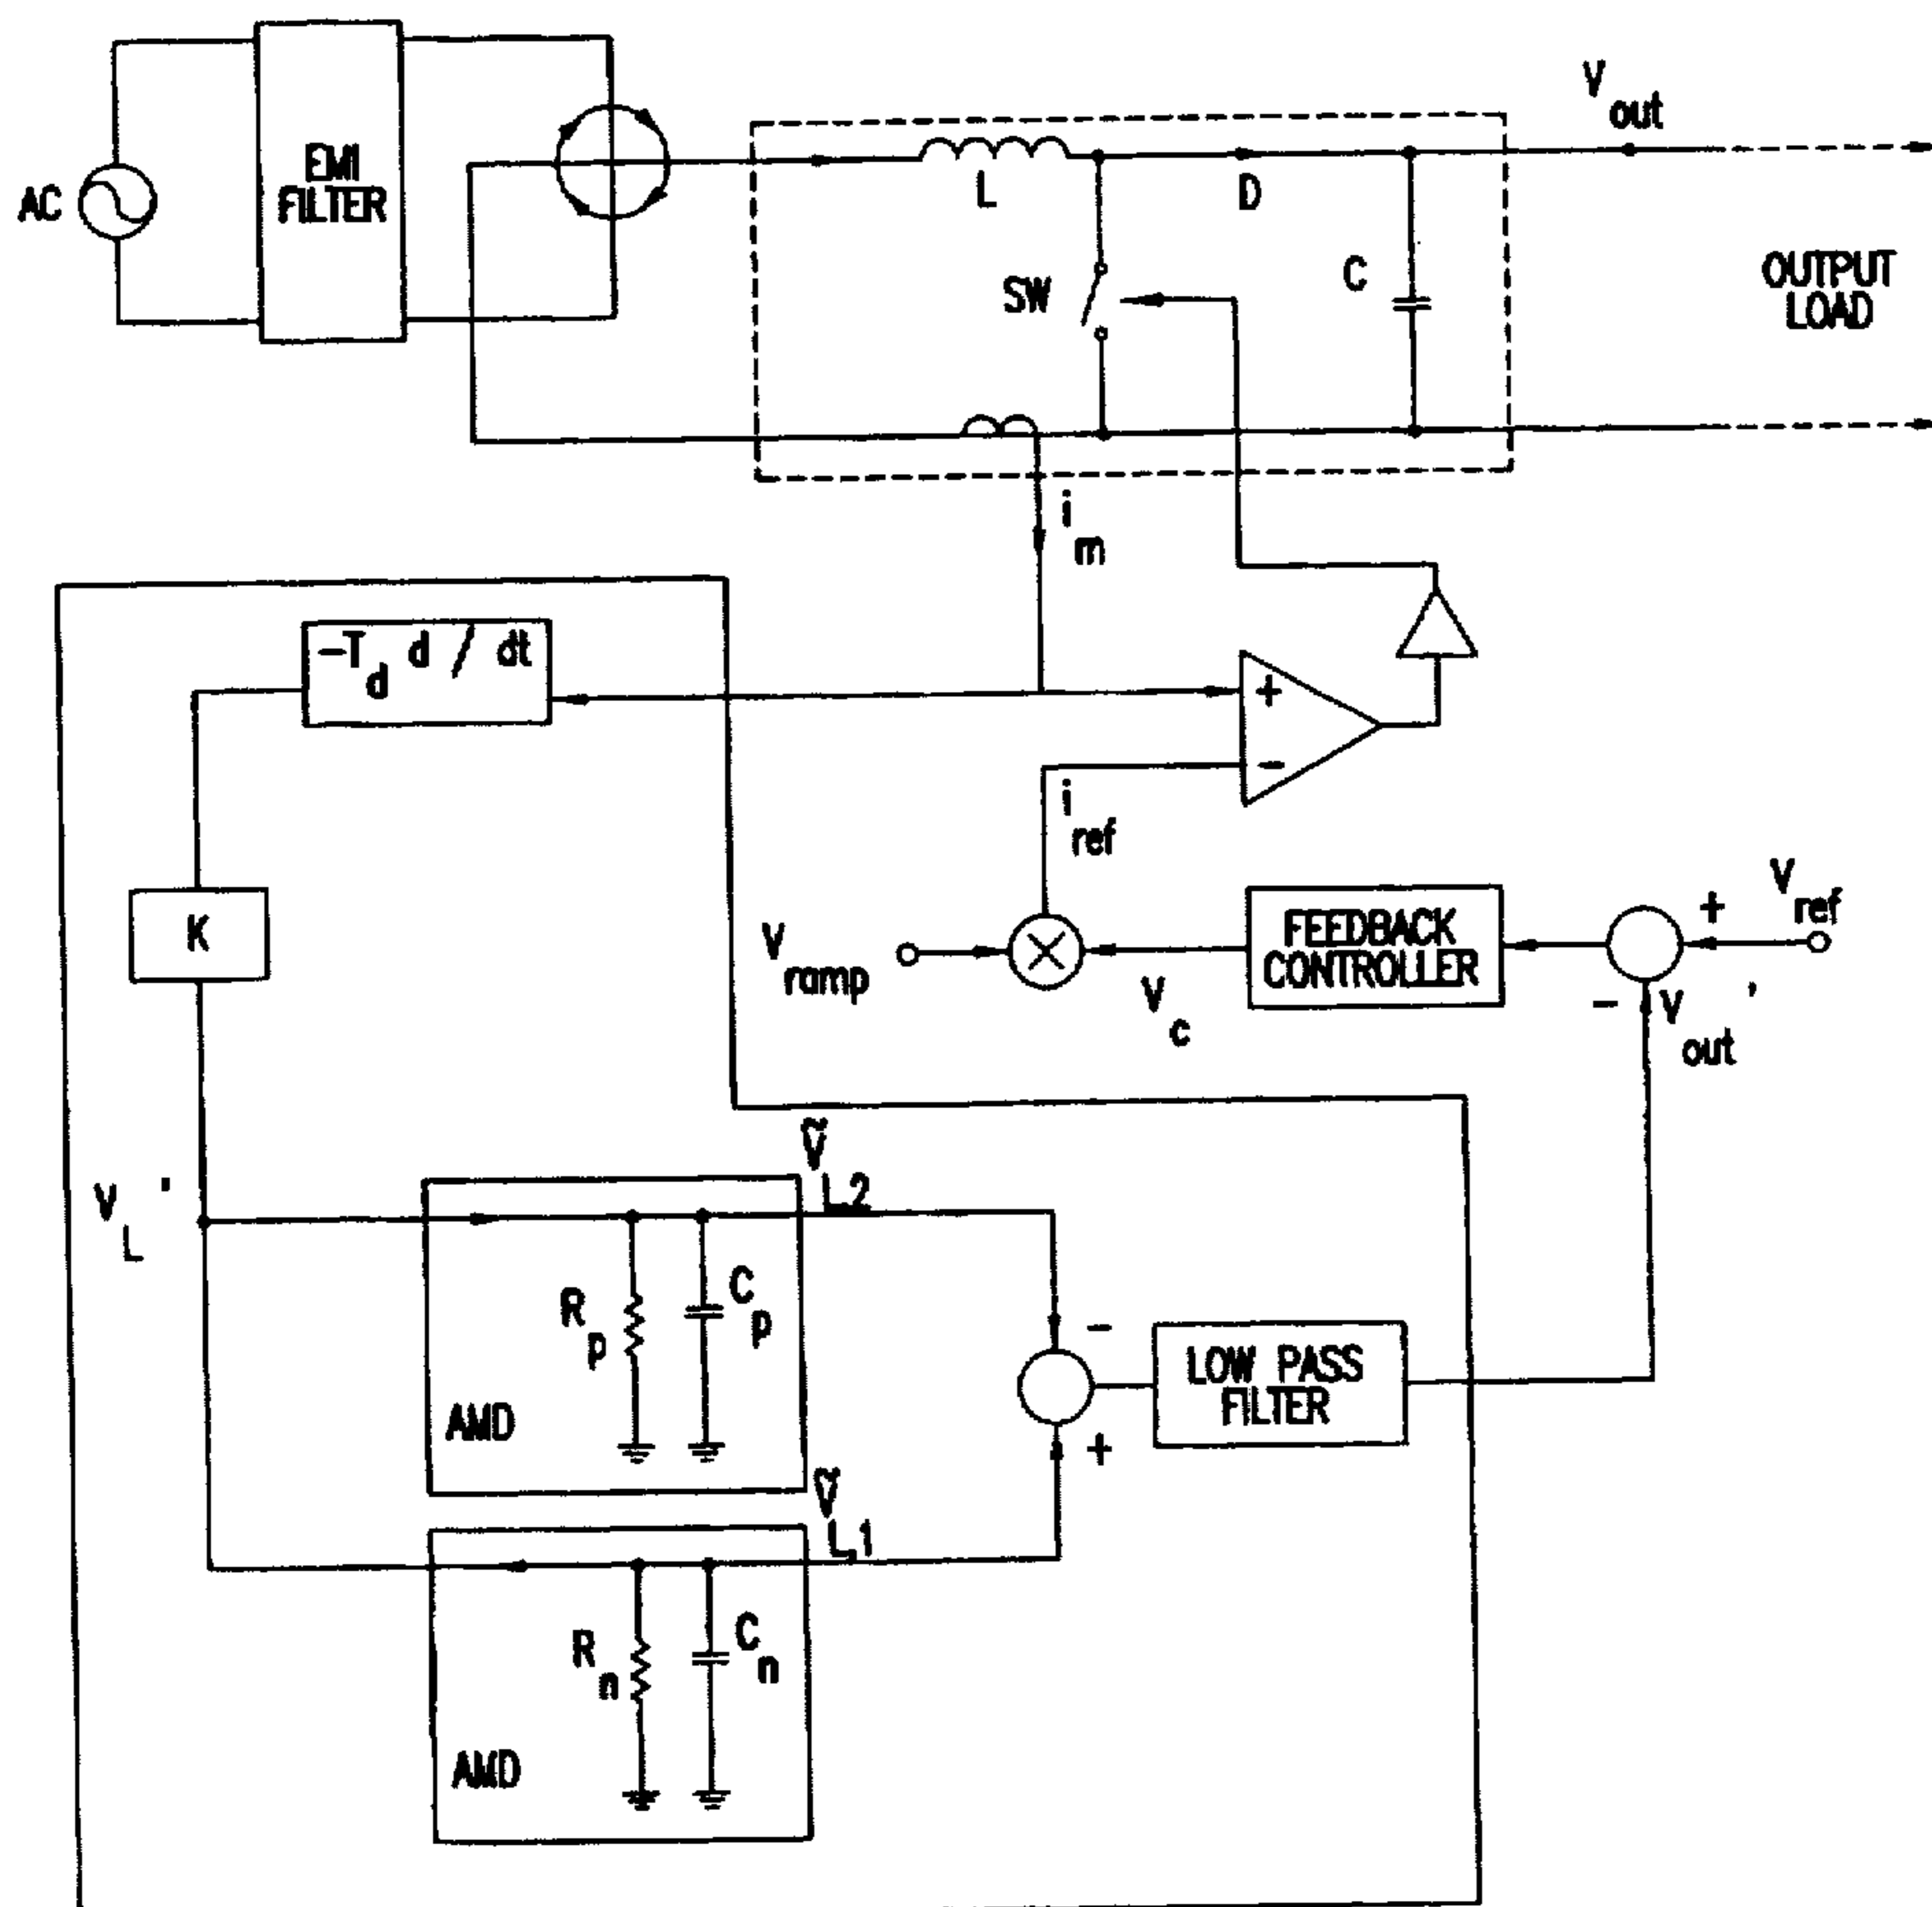 AC
EMI
FILTER
L
D
SW
C
V out
OUTPUT
LOAD
i m
-T d d / dt
+
-
i ref
K
V ramp
V c
FEEDBACK
CONTROLLER
+
V ref
-
V out '
V L '
Ṽ L2
R p
C p
AMD
-
+
LOW PASS
FILTER
Ṽ L1
R n
C n
AMD